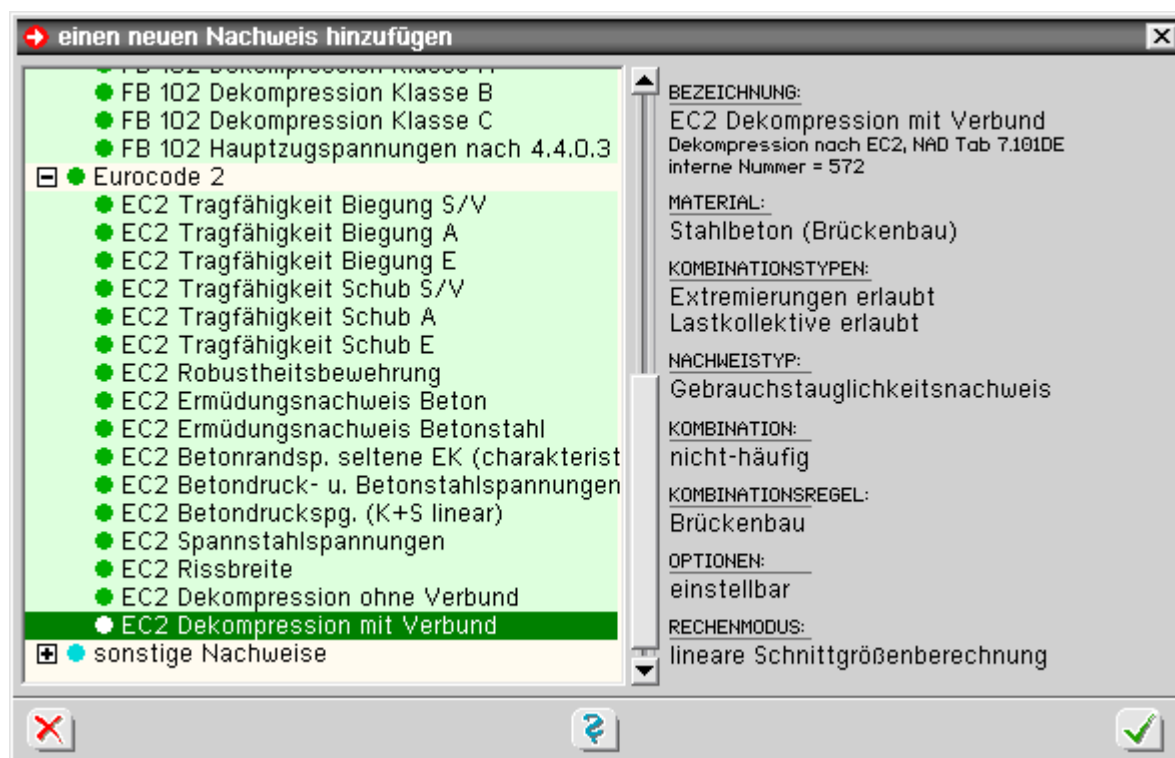 einen neuen Nachweis hinzufügen
FB 102 Dekompression Klasse
FB 102 Dekompression Klasse B
FB 102 Dekompression Klasse C
FB 102 Hauptzugspannungen nach 4.4.0.3
Eurocode 2
EC2 Tragfähigkeit Biegung S/V
EC2 Tragfähigkeit Biegung A
EC2 Tragfähigkeit Biegung E
EC2 Tragfähigkeit Schub S/V
EC2 Tragfähigkeit Schub A
EC2 Tragfähigkeit Schub E
EC2 Robustheitsbewehrung
EC2 Ermüdungsnachweis Beton
EC2 Ermüdungsnachweis Betonstahl
EC2 Betonrandsp. seltene EK (charakterist
EC2 Betondruck- u. Betonstahlspannungen
EC2 Betondruckspg. (K+S linear)
EC2 Spannstahlspannungen
EC2 Rissbreite
EC2 Dekompression ohne Verbund
EC2 Dekompression mit Verbund
sonstige Nachweise
BEZEICHNUNG:
EC2 Dekompression mit Verbund
Dekompression nach EC2, NAD Tab 7.101DE
interne Nummer = 572
MATERIAL:
Stahlbeton (Brückenbau)
KOMBINATIONSTYPEN:
Extremierungen erlaubt
Lastkollektive erlaubt
NACHWEISTYP:
Gebrauchstauglichkeitsnachweis
KOMBINATION:
nicht-häufig
KOMBINATIONSREGEL:
Brückenbau
OPTIONEN:
einstellbar
RECHENMODUS:
lineare Schnittgrößenberechnung